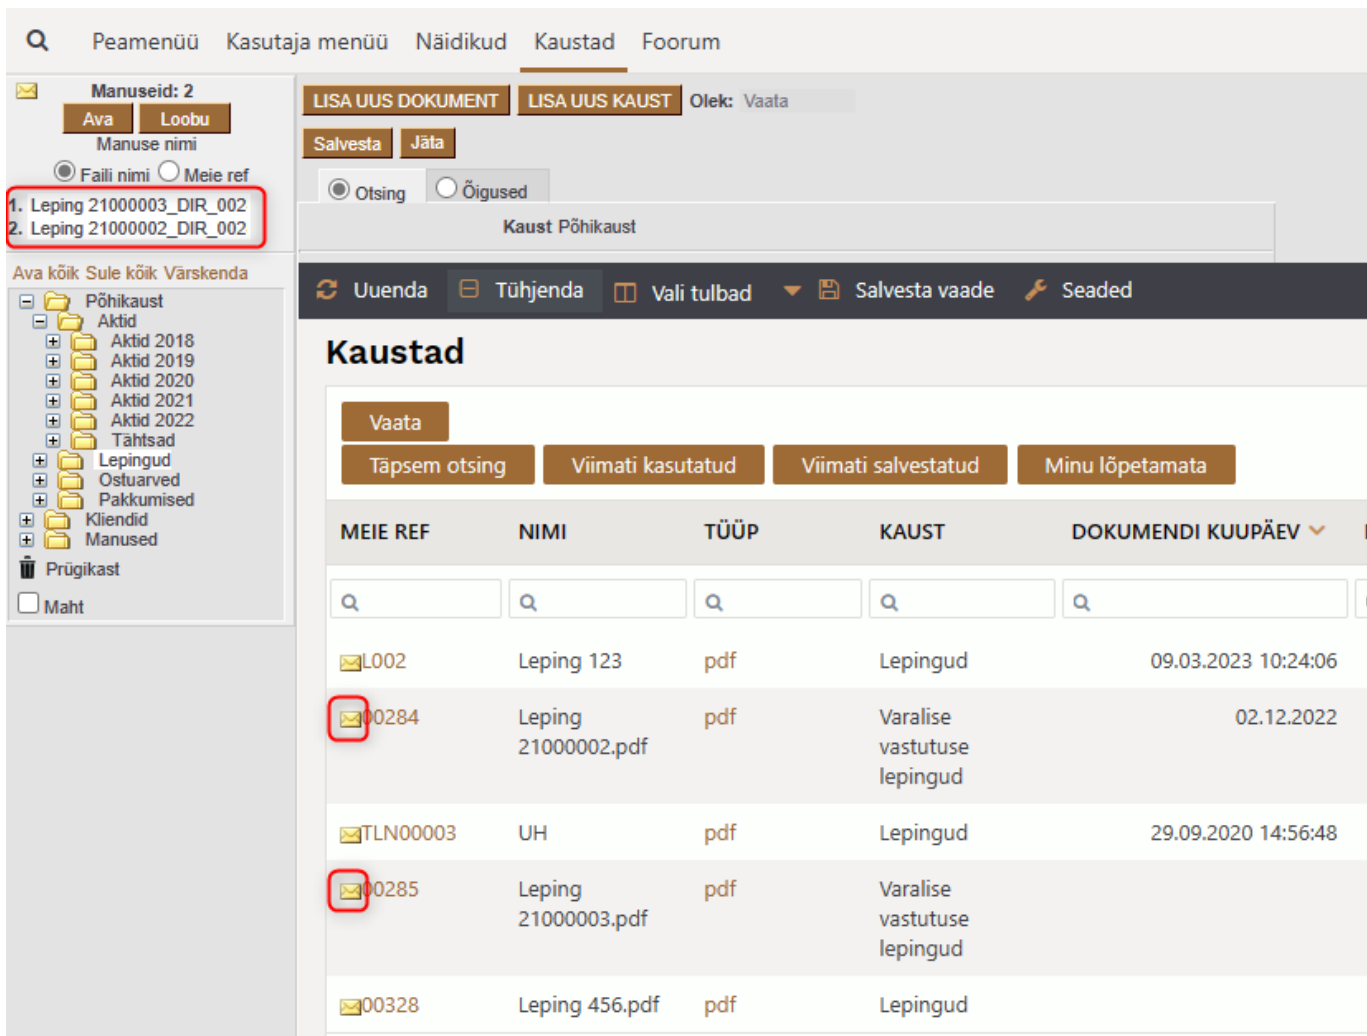 Peamenüü Kasutaja menüü Näidikud Kaustad Foorum
Manuseid: 2
Ava Loobu
Manuse nimi
Faili nimi Meie ref
1. Leping 21000003_DIR_002
2. Leping 21000002_DIR_002
Ava kõik Sule kõik Värskenda
Põhikaust
Aktid
Aktid 2018
Aktid 2019
Aktid 2020
Aktid 2021
Aktid 2022
Tähtsad
Lepingud
Ostuarved
Pakkumised
Kliendid
Manused
Prügikast
Maht
LISA UUS DOKUMENT LISA UUS KAUST Olek: Vaata
Salvesta Jäta
Otsing Õigused
Kaust Põhikaust
Uuenda Tühjenda Vali tulbad Salvesta vaade Seaded
Kaustad
Vaata
Täpsem otsing Viimati kasutatud Viimati salvestatud Minu lõpetamata
MEIE REF NIMI TÜÜP KAUST DOKUMENDI KUUPÄEV
L002 Leping 123 pdf Lepingud 09.03.2023 10:24:06
00284 Leping pdf Varalise 02.12.2022
21000002.pdf vastutuse
lepingud
TLN00003 UH pdf Lepingud 29.09.2020 14:56:48
00285 Leping pdf Varalise
21000003.pdf vastutuse
lepingud
00328 Leping 456.pdf pdf Lepingud